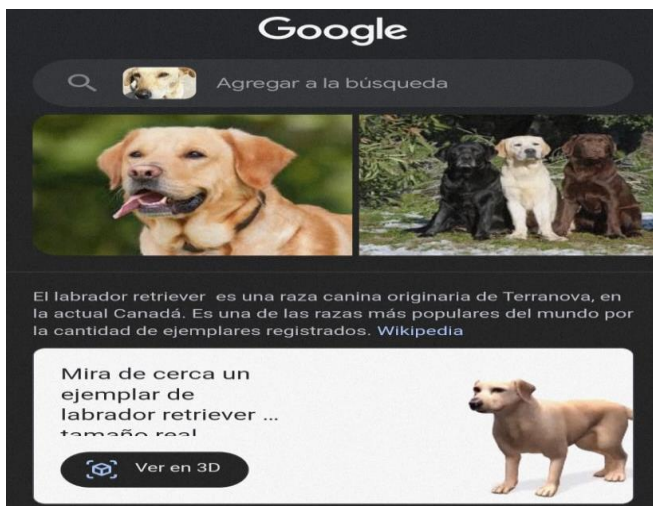 Google
Agregar a la búsqueda
El labrador retriever es una raza canina originaria de Terranova, en
la actual Canadá. Es una de las razas más populares del mundo por
la cantidad de ejemplares registrados. Wikipedia
Mira de cerca un
ejemplar de
labrador retriever ...
tamaño real
Ver en 3D